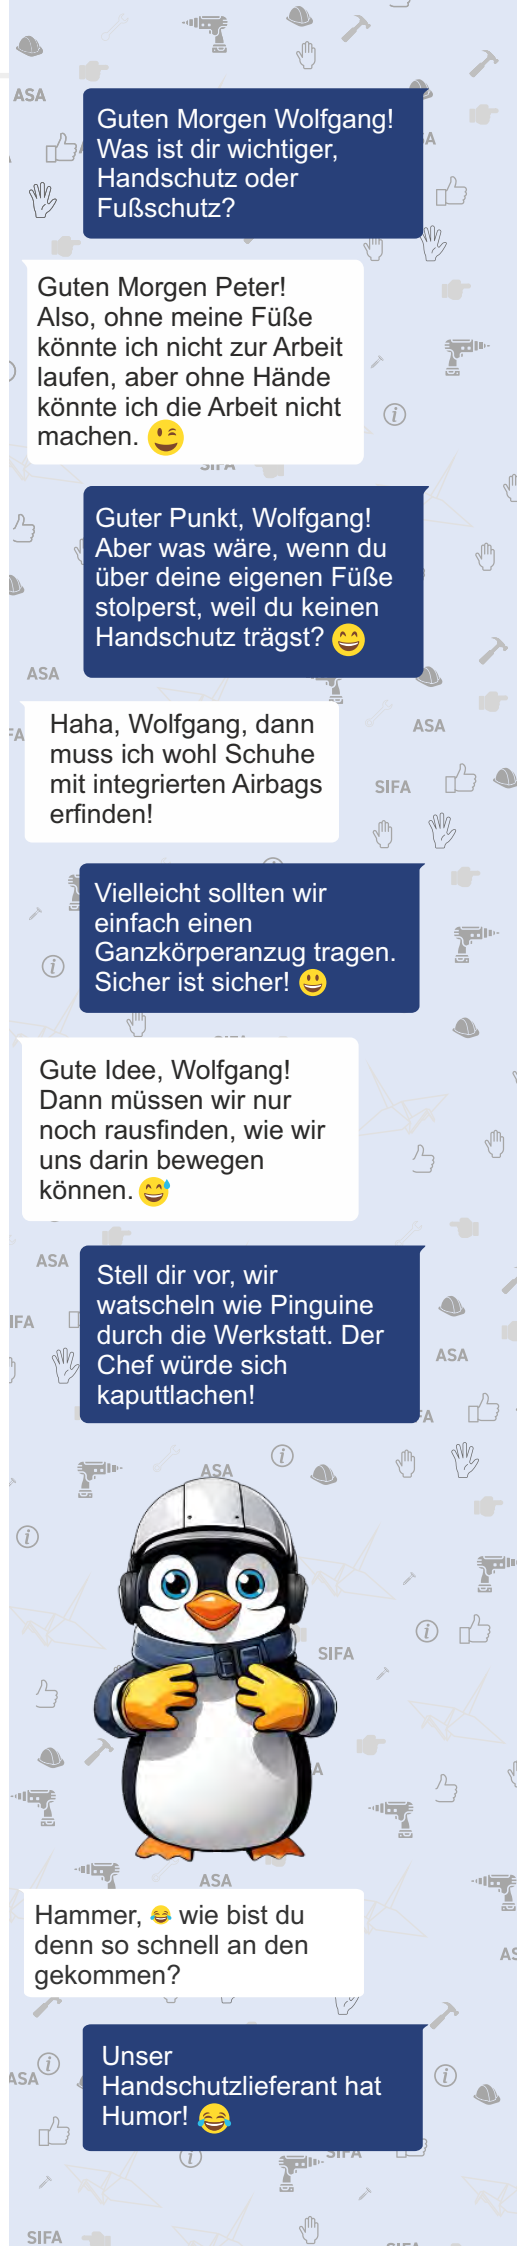 ASA
Guten Morgen Wolfgang!
Was ist dir wichtiger,
Handschutz oder
Fußschutz?
Guten Morgen Peter!
Also, ohne meine Füße
könnte ich nicht zur Arbeit
laufen, aber ohne Hände
könnte ich die Arbeit nicht
machen. 😉
SIFA
Guter Punkt, Wolfgang!
Aber was wäre, wenn du
über deine eigenen Füße
stolperst, weil du keinen
Handschutz trägst? 😄
ASA
Haha, Wolfgang, dann
muss ich wohl Schuhe
mit integrierten Airbags
erfinden!
ASA
SIFA
Vielleicht sollten wir
einfach einen
Ganzkörperanzug tragen.
Sicher ist sicher! 😃
Gute Idee, Wolfgang!
Dann müssen wir nur
noch rausfinden, wie wir
uns darin bewegen
können. 😅
ASA
Stell dir vor, wir
watscheln wie Pinguine
durch die Werkstatt. Der
Chef würde sich
kaputtlachen!
IFA
ASA
ASA
SIFA
ASA
Hammer, 😂 wie bist du
denn so schnell an den
gekommen?
Unser
Handschutzlieferant hat
Humor! 😂
ASA
SIFA
SIFA